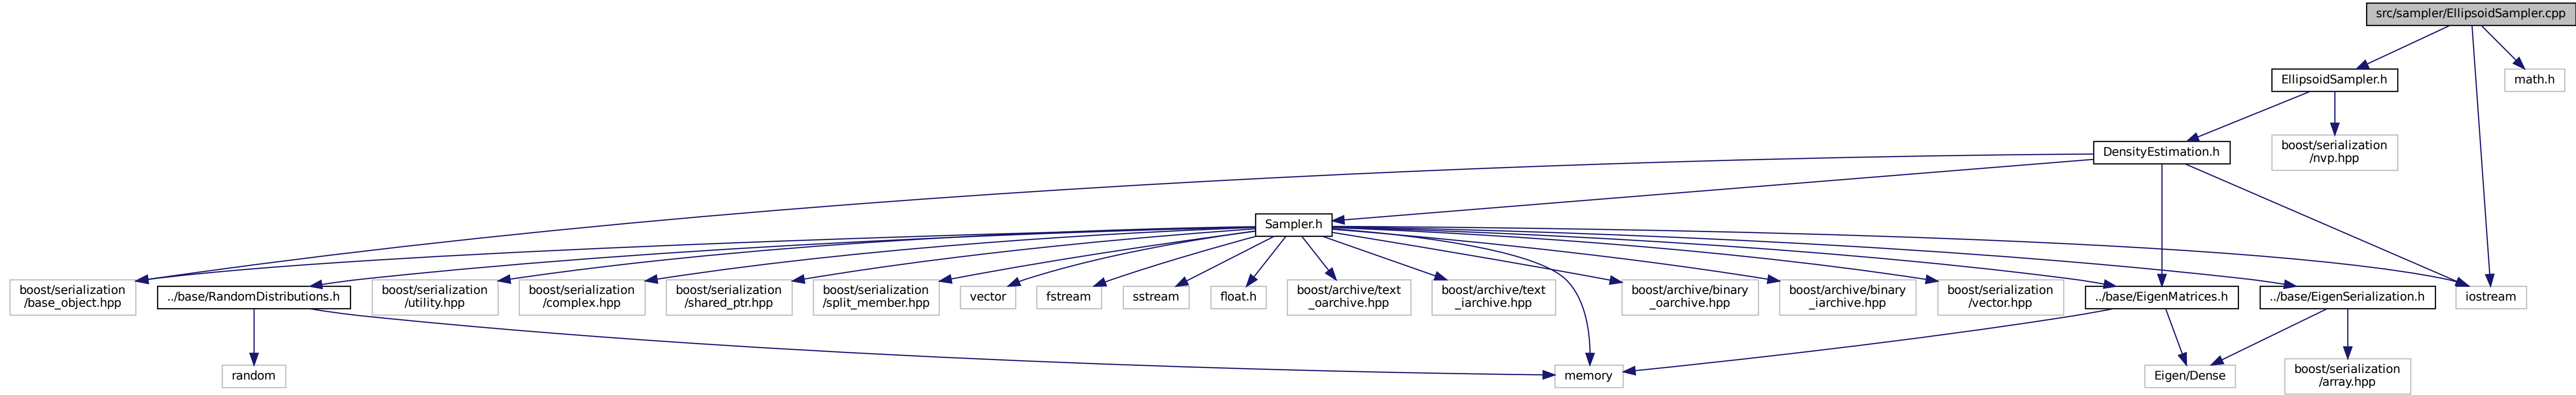 src/sampler/EllipsoidSampler.cpp
EllipsoidSampler.h
math.h
DensityEstimation.h
boost/serialization
/nvp.hpp
Sampler.h
boost/serialization
/base_object.hpp
../base/RandomDistributions.h
boost/serialization
/utility.hpp
boost/serialization
/complex.hpp
boost/serialization
/shared_ptr.hpp
boost/serialization
/split_member.hpp
vector
fstream
sstream
float.h
boost/archive/text
_oarchive.hpp
boost/archive/text
_iarchive.hpp
boost/archive/binary
_oarchive.hpp
boost/archive/binary
_iarchive.hpp
boost/serialization
/vector.hpp
../base/EigenMatrices.h
../base/EigenSerialization.h
iostream
random
memory
Eigen/Dense
boost/serialization
/array.hpp